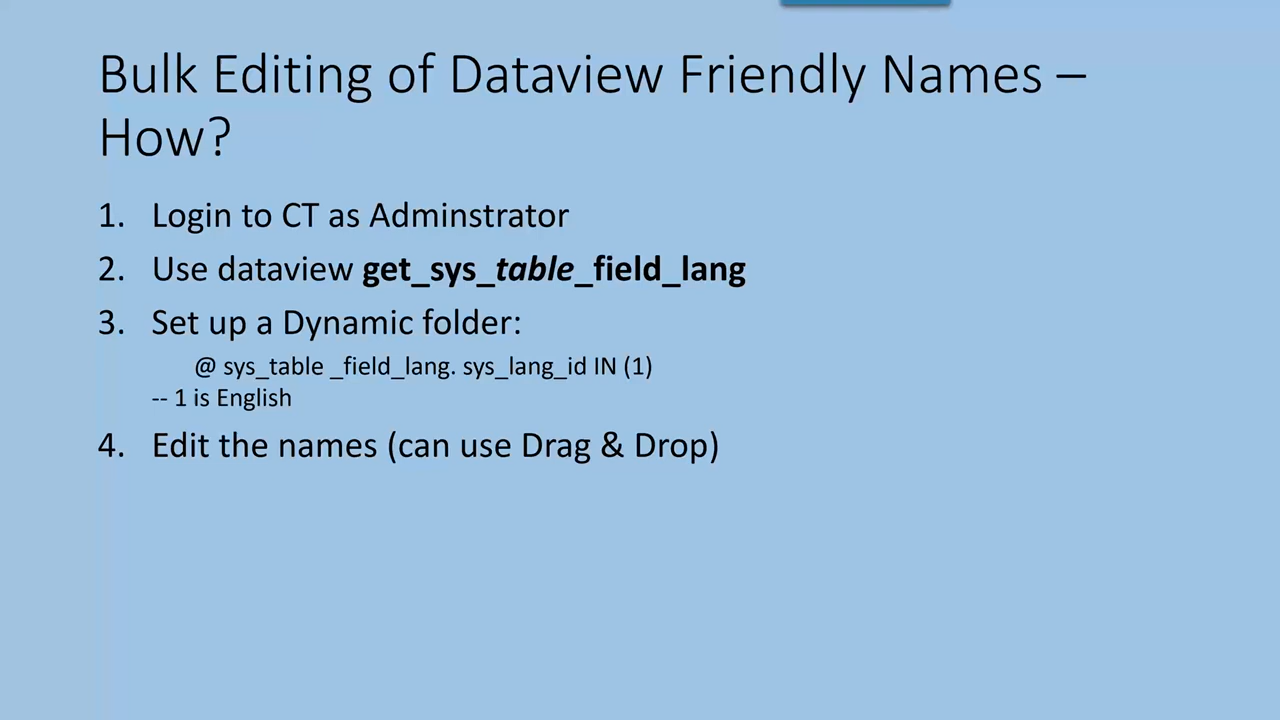 Bulk Editing of Dataview Friendly Names –
How?
1. Login to CT as Adminstrator
2. Use dataview get_sys_table_field_lang
3. Set up a Dynamic folder:
@ sys_table _field_lang. sys_lang_id IN (1)
-- 1 is English
4. Edit the names (can use Drag & Drop)